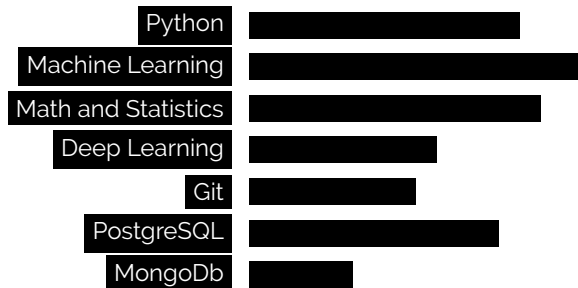 Python
Machine Learning
Math and Statistics
Deep Learning
Git
PostgreSQL
MongoDb